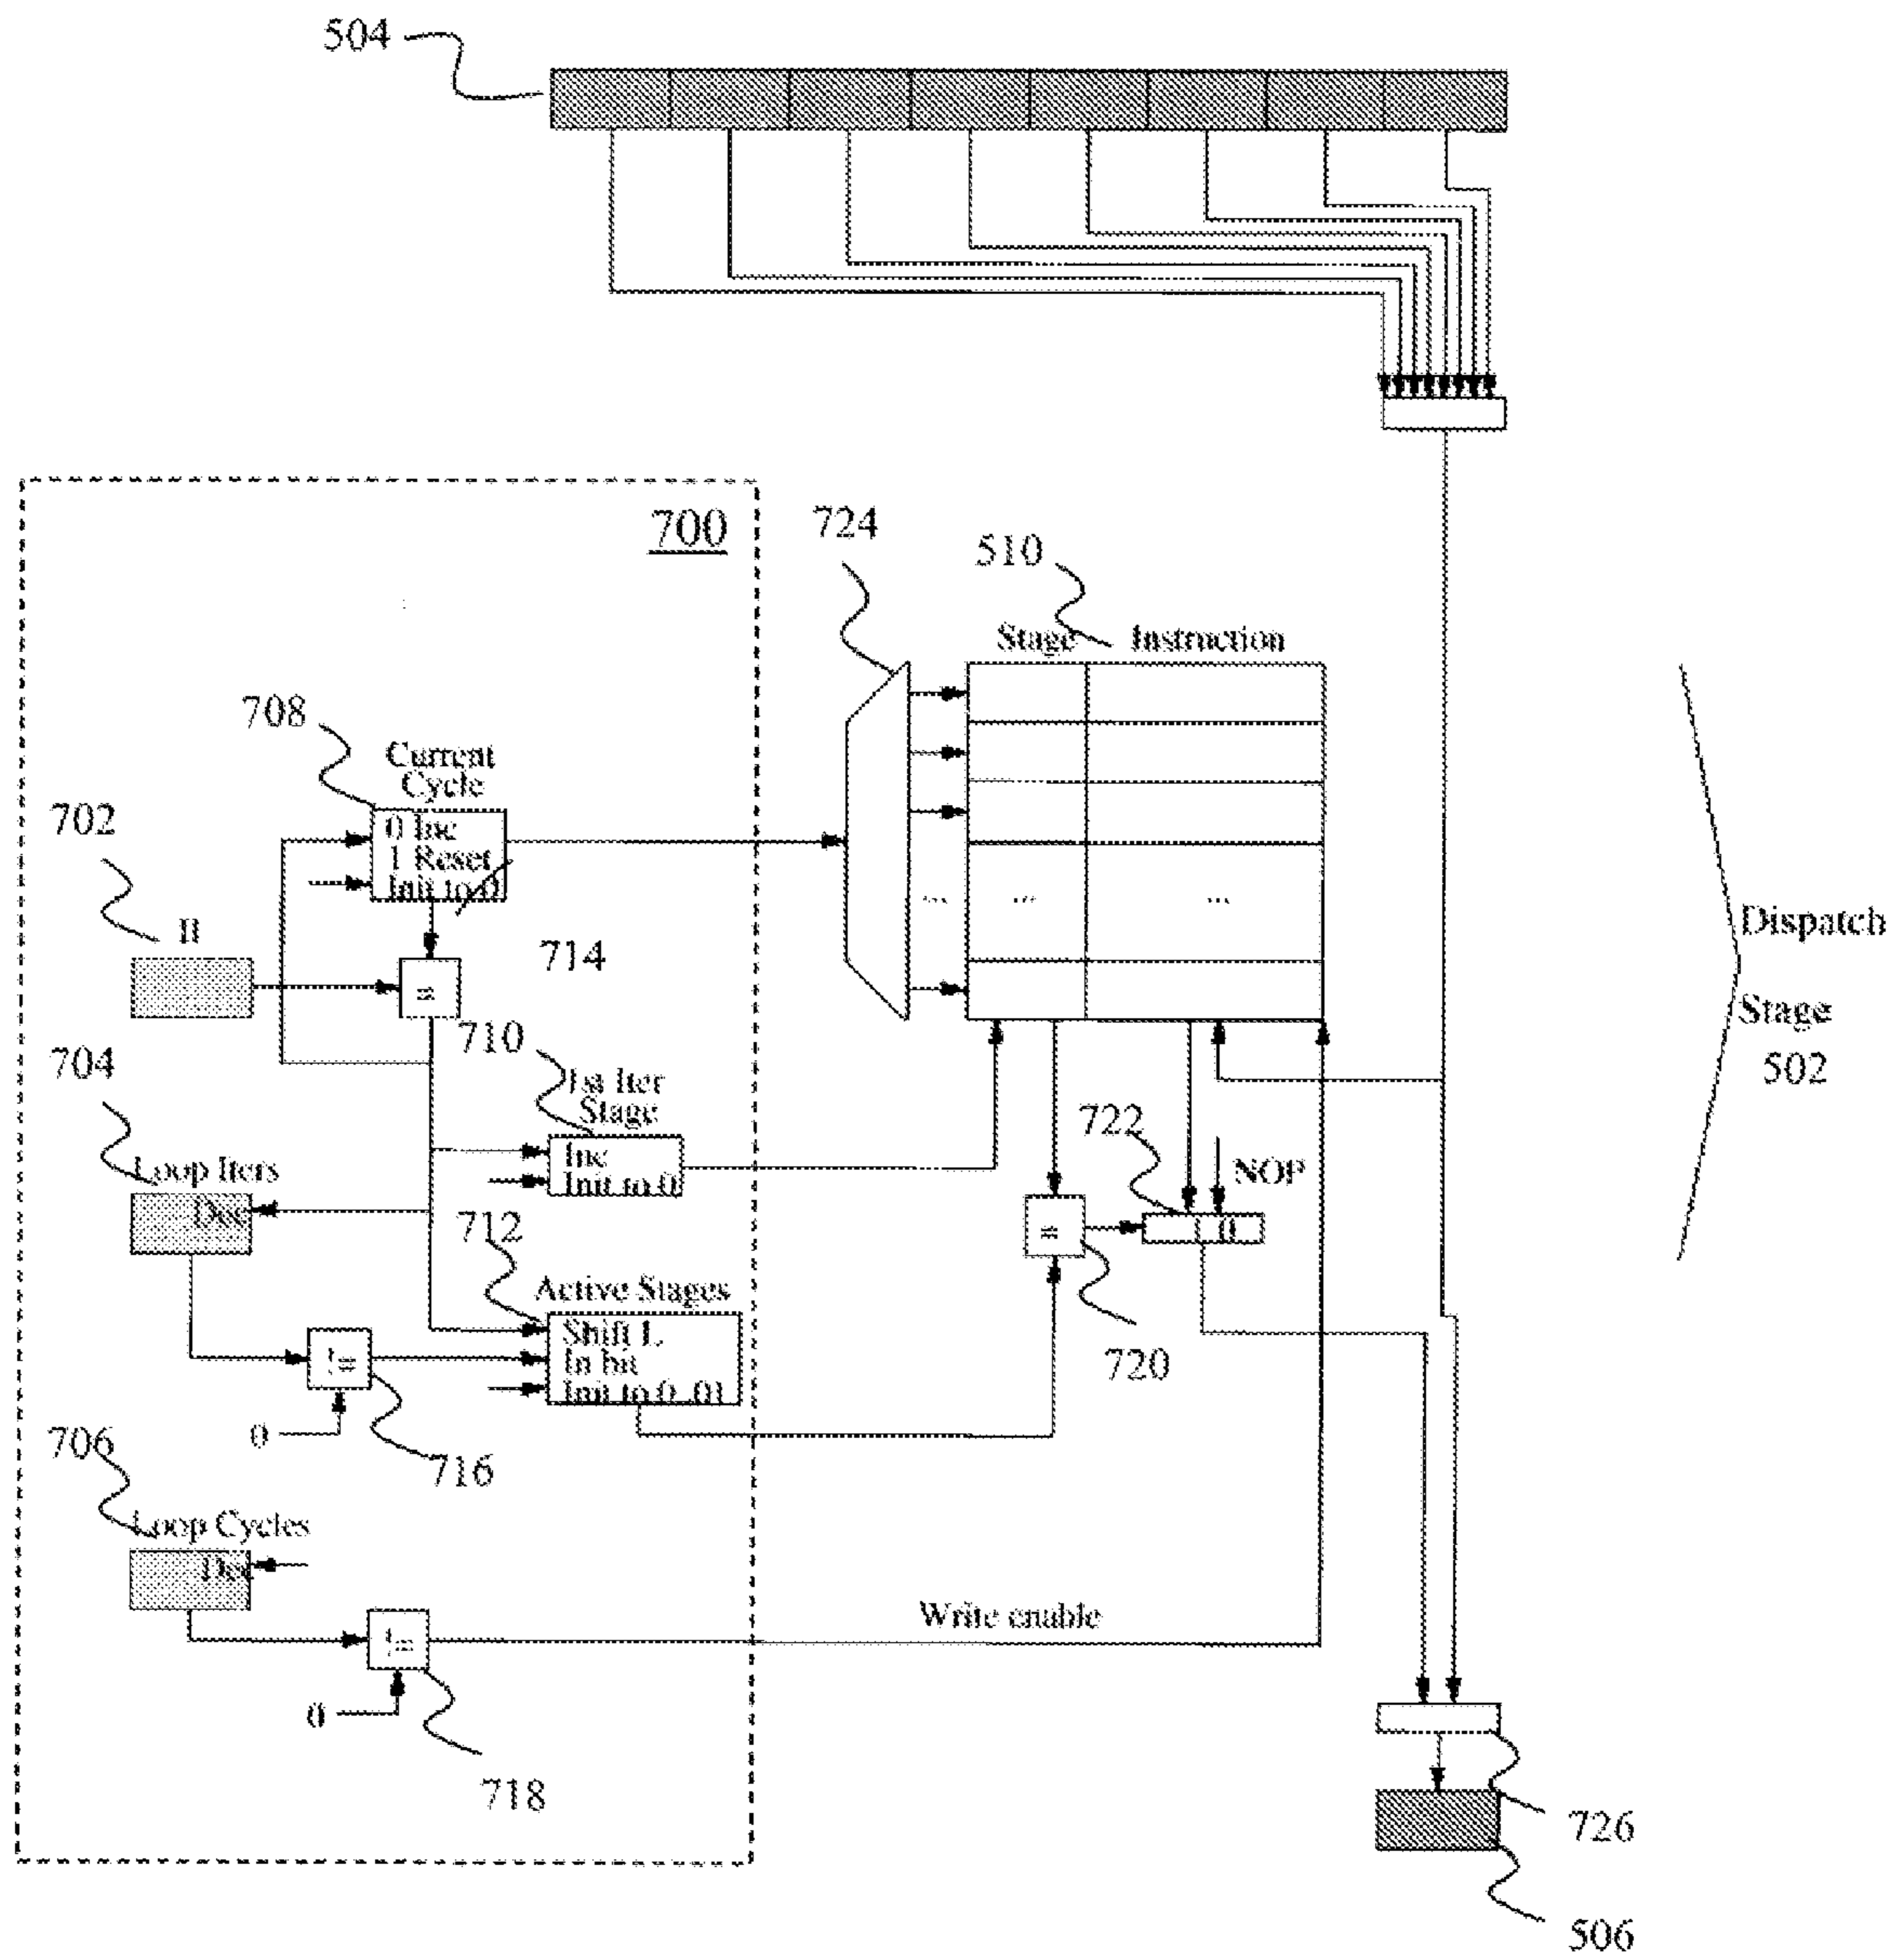 504
700
724
510
Stage Instruction
708
Current
Cycle
0 Inc
1 Reset
Init to 0
702
II
=
714
... ... ...
Dispatch
Stage
502
710
1st Iter
Stage
Inc
Init to 0
704
Loop Iters
Dec
722
NOP
=
0
712
Active Stages
Shift L
In bit
Init to 0..01
720
!=
0
716
706
Loop Cycles
Dec
Write enable
!=
0
718
726
506